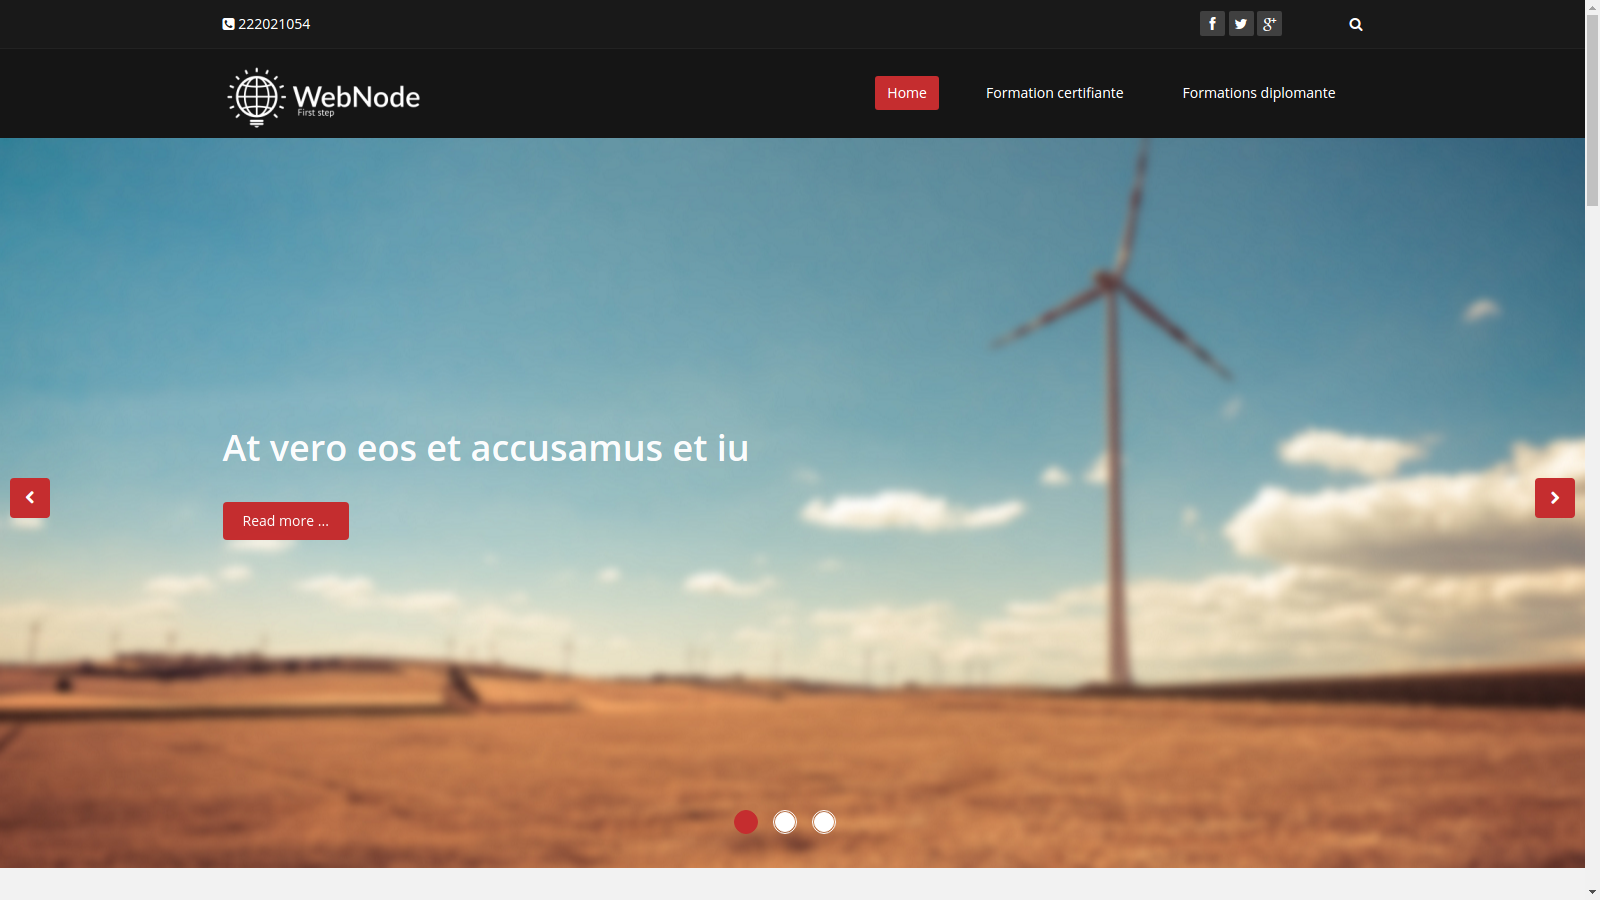 222021054
WebNode
First step
Home
Formation certifiante
Formations diplomante
At vero eos et accusamus et iu
Read more ...